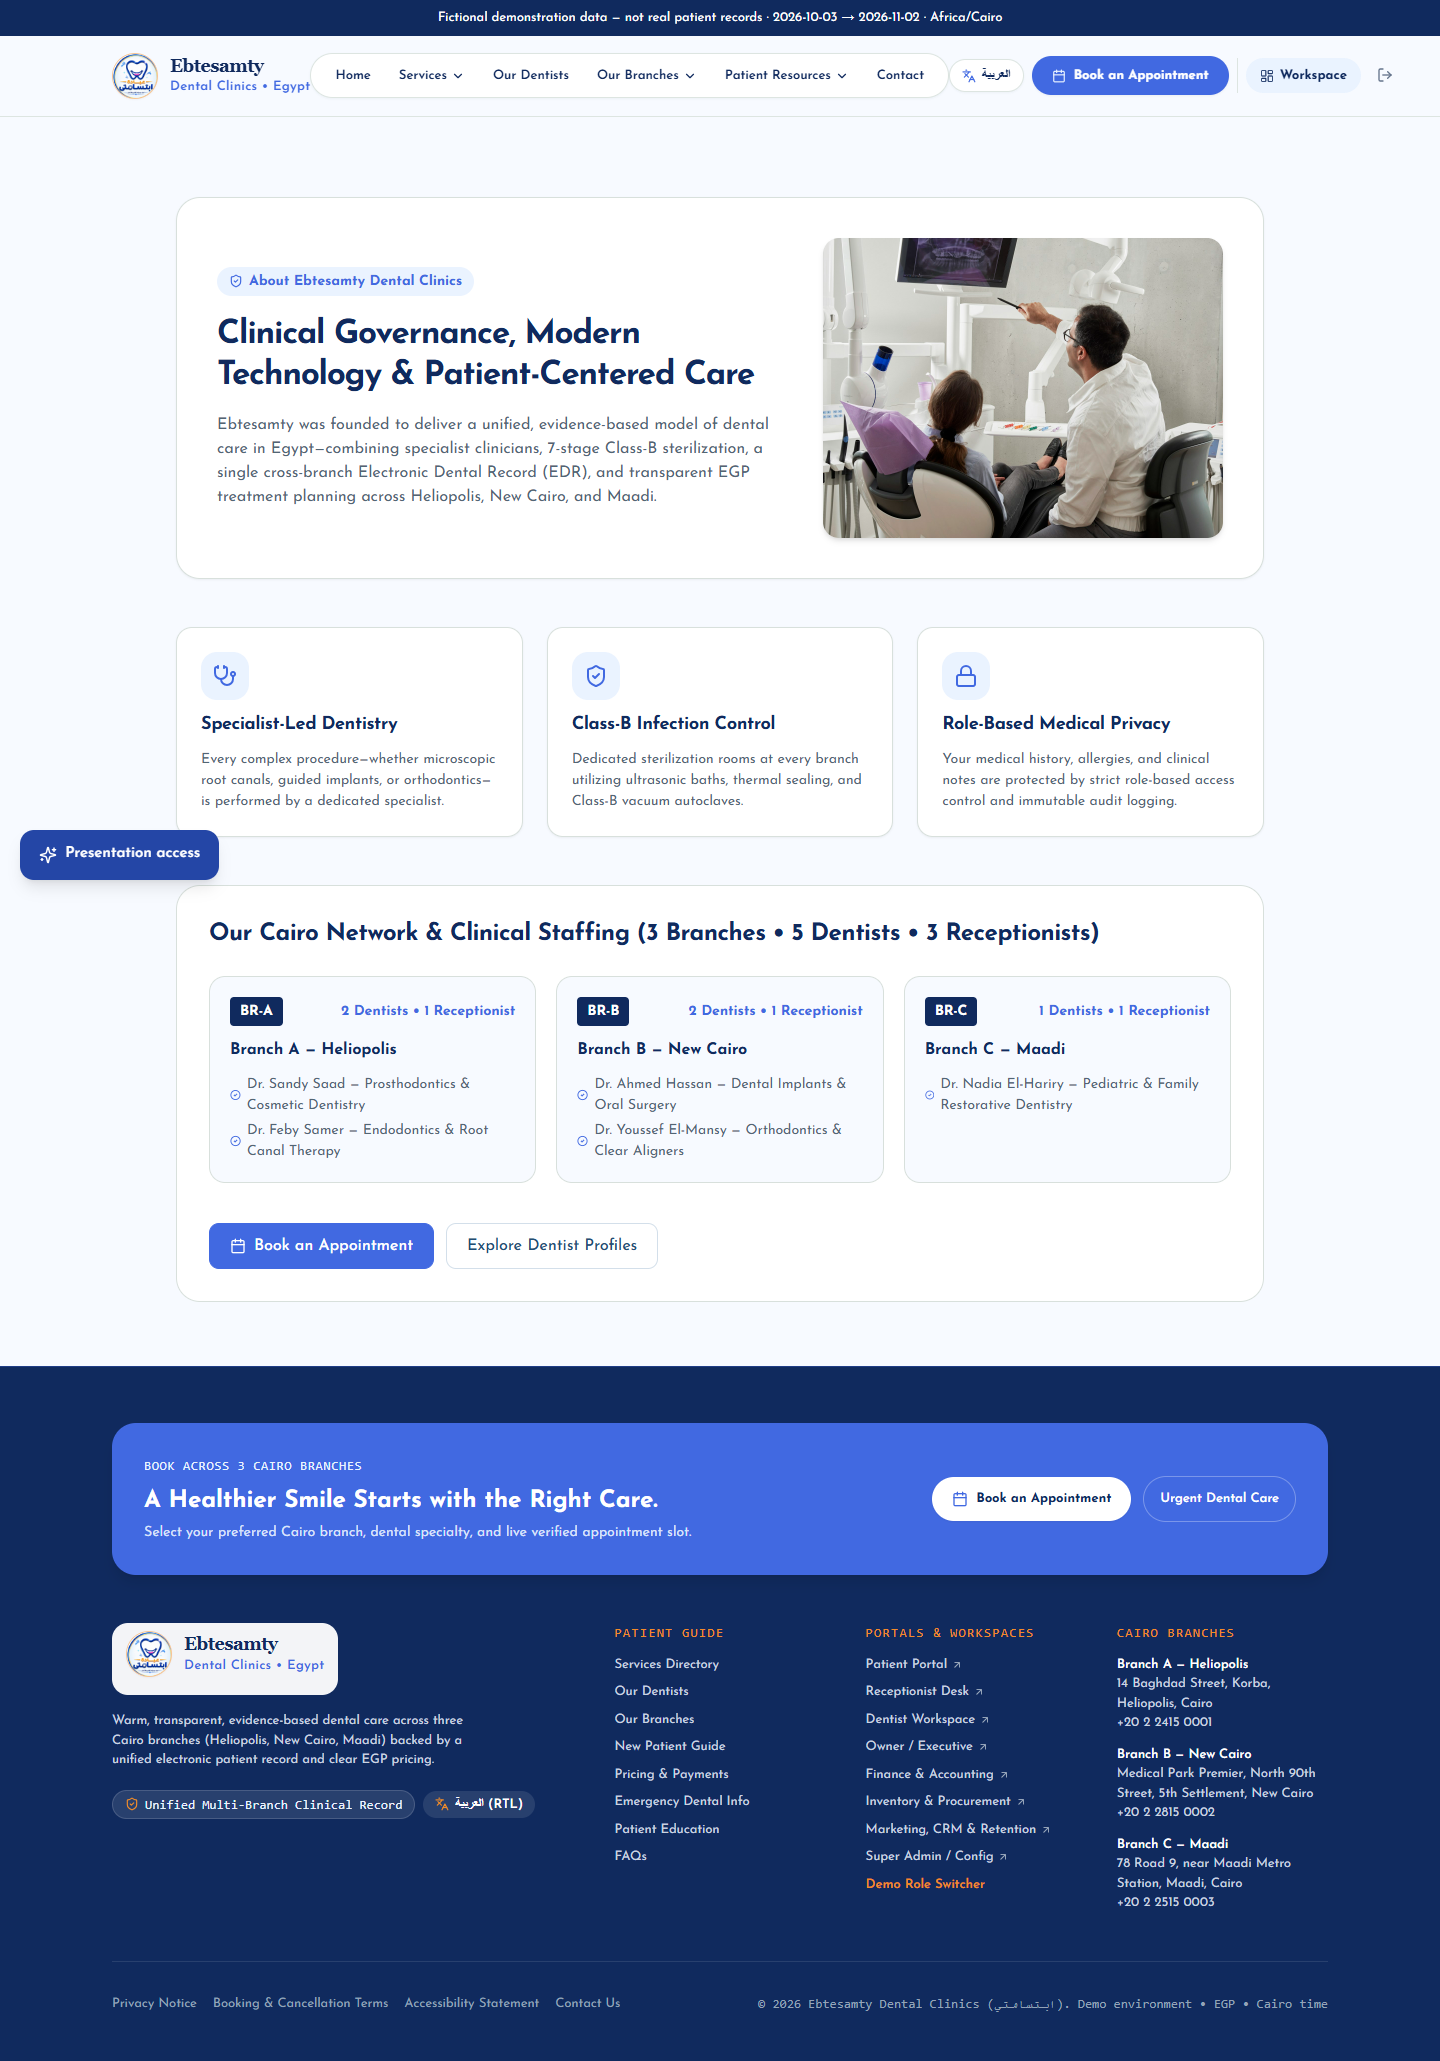 Fictional demonstration data — not real patient records · 2026-10-03 → 2026-11-02 · Africa/Cairo
ابتسامتي
Ebtesamty
Dental Clinics • Egypt
Home
Services
Our Dentists
Our Branches
Patient Resources
Contact
العربية
Book an Appointment
Workspace
About Ebtesamty Dental Clinics
Clinical Governance, Modern
Technology & Patient-Centered Care
Ebtesamty was founded to deliver a unified, evidence-based model of dental
care in Egypt—combining specialist clinicians, 7-stage Class-B sterilization, a
single cross-branch Electronic Dental Record (EDR), and transparent EGP
treatment planning across Heliopolis, New Cairo, and Maadi.
Specialist-Led Dentistry
Every complex procedure—whether microscopic
root canals, guided implants, or orthodontics—
is performed by a dedicated specialist.
Class-B Infection Control
Dedicated sterilization rooms at every branch
utilizing ultrasonic baths, thermal sealing, and
Class-B vacuum autoclaves.
Role-Based Medical Privacy
Your medical history, allergies, and clinical
notes are protected by strict role-based access
control and immutable audit logging.
Presentation access
Our Cairo Network & Clinical Staffing (3 Branches • 5 Dentists • 3 Receptionists)
BR-A
2 Dentists • 1 Receptionist
Branch A — Heliopolis
Dr. Sandy Saad — Prosthodontics &
Cosmetic Dentistry
Dr. Feby Samer — Endodontics & Root
Canal Therapy
BR-B
2 Dentists • 1 Receptionist
Branch B — New Cairo
Dr. Ahmed Hassan — Dental Implants &
Oral Surgery
Dr. Youssef El-Mansy — Orthodontics &
Clear Aligners
BR-C
1 Dentists • 1 Receptionist
Branch C — Maadi
Dr. Nadia El-Hariry — Pediatric & Family
Restorative Dentistry
Book an Appointment
Explore Dentist Profiles
BOOK ACROSS 3 CAIRO BRANCHES
A Healthier Smile Starts with the Right Care.
Select your preferred Cairo branch, dental specialty, and live verified appointment slot.
Book an Appointment
Urgent Dental Care
ابتسامتي
Ebtesamty
Dental Clinics • Egypt
Warm, transparent, evidence-based dental care across three
Cairo branches (Heliopolis, New Cairo, Maadi) backed by a
unified electronic patient record and clear EGP pricing.
Unified Multi-Branch Clinical Record
العربية (RTL)
PATIENT GUIDE
Services Directory
Our Dentists
Our Branches
New Patient Guide
Pricing & Payments
Emergency Dental Info
Patient Education
FAQs
PORTALS & WORKSPACES
Patient Portal
Receptionist Desk
Dentist Workspace
Owner / Executive
Finance & Accounting
Inventory & Procurement
Marketing, CRM & Retention
Super Admin / Config
Demo Role Switcher
CAIRO BRANCHES
Branch A — Heliopolis
14 Baghdad Street, Korba,
Heliopolis, Cairo
+20 2 2415 0001
Branch B — New Cairo
Medical Park Premier, North 90th
Street, 5th Settlement, New Cairo
+20 2 2815 0002
Branch C — Maadi
78 Road 9, near Maadi Metro
Station, Maadi, Cairo
+20 2 2515 0003
Privacy Notice
Booking & Cancellation Terms
Accessibility Statement
Contact Us
© 2026 Ebtesamty Dental Clinics (ابتسامتي). Demo environment • EGP • Cairo time